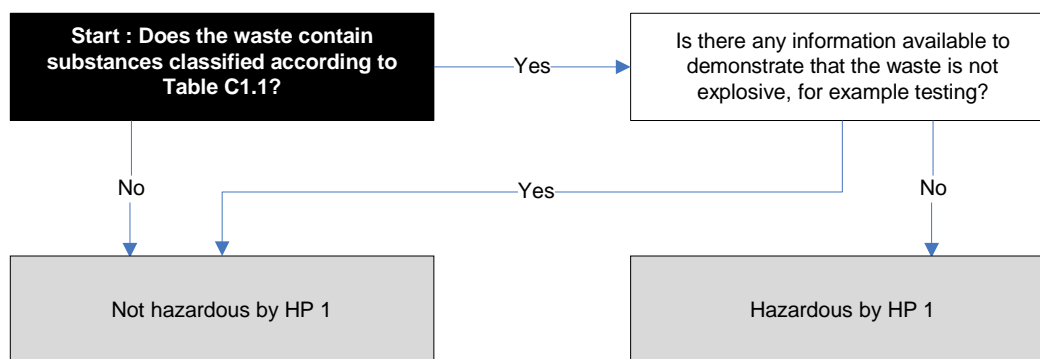 Start : Does the waste contain
substances classified according to
Table C1.1?
Yes
Is there any information available to
demonstrate that the waste is not
explosive, for example testing?
No
Yes
No
Not hazardous by HP 1
Hazardous by HP 1